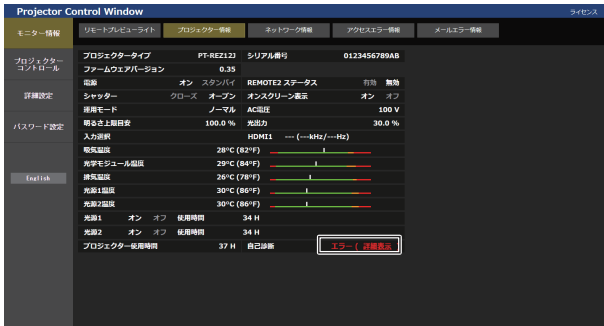 Projector Control Window
ライセンス
モニター情報
リモートプレビューライト
プロジェクター情報
ネットワーク情報
アクセスエラー情報
メールエラー情報
プロジェクター
コントロール
詳細設定
パスワード設定
English
プロジェクタータイプ PT-REZ12J シリアル番号 0123456789AB
ファームウェアバージョン 0.35
電源 オン スタンバイ REMOTE2 ステータス 有効 無効
シャッター クローズ オープン オンスクリーン表示 オン オフ
運用モード ノーマル AC電圧 100 V
明るさ上限目安 100.0 % 光出力 30.0 %
入力選択 HDMI1 --- (---kHz/---Hz)
吸気温度 28°C (82°F)
光学モジュール温度 29°C (84°F)
排気温度 26°C (78°F)
光源1温度 30°C (86°F)
光源2温度 30°C (86°F)
光源1 オン オフ 使用時間 34 H
光源2 オン オフ 使用時間 34 H
プロジェクター使用時間 37 H 自己診断 エラー ( 詳細表示